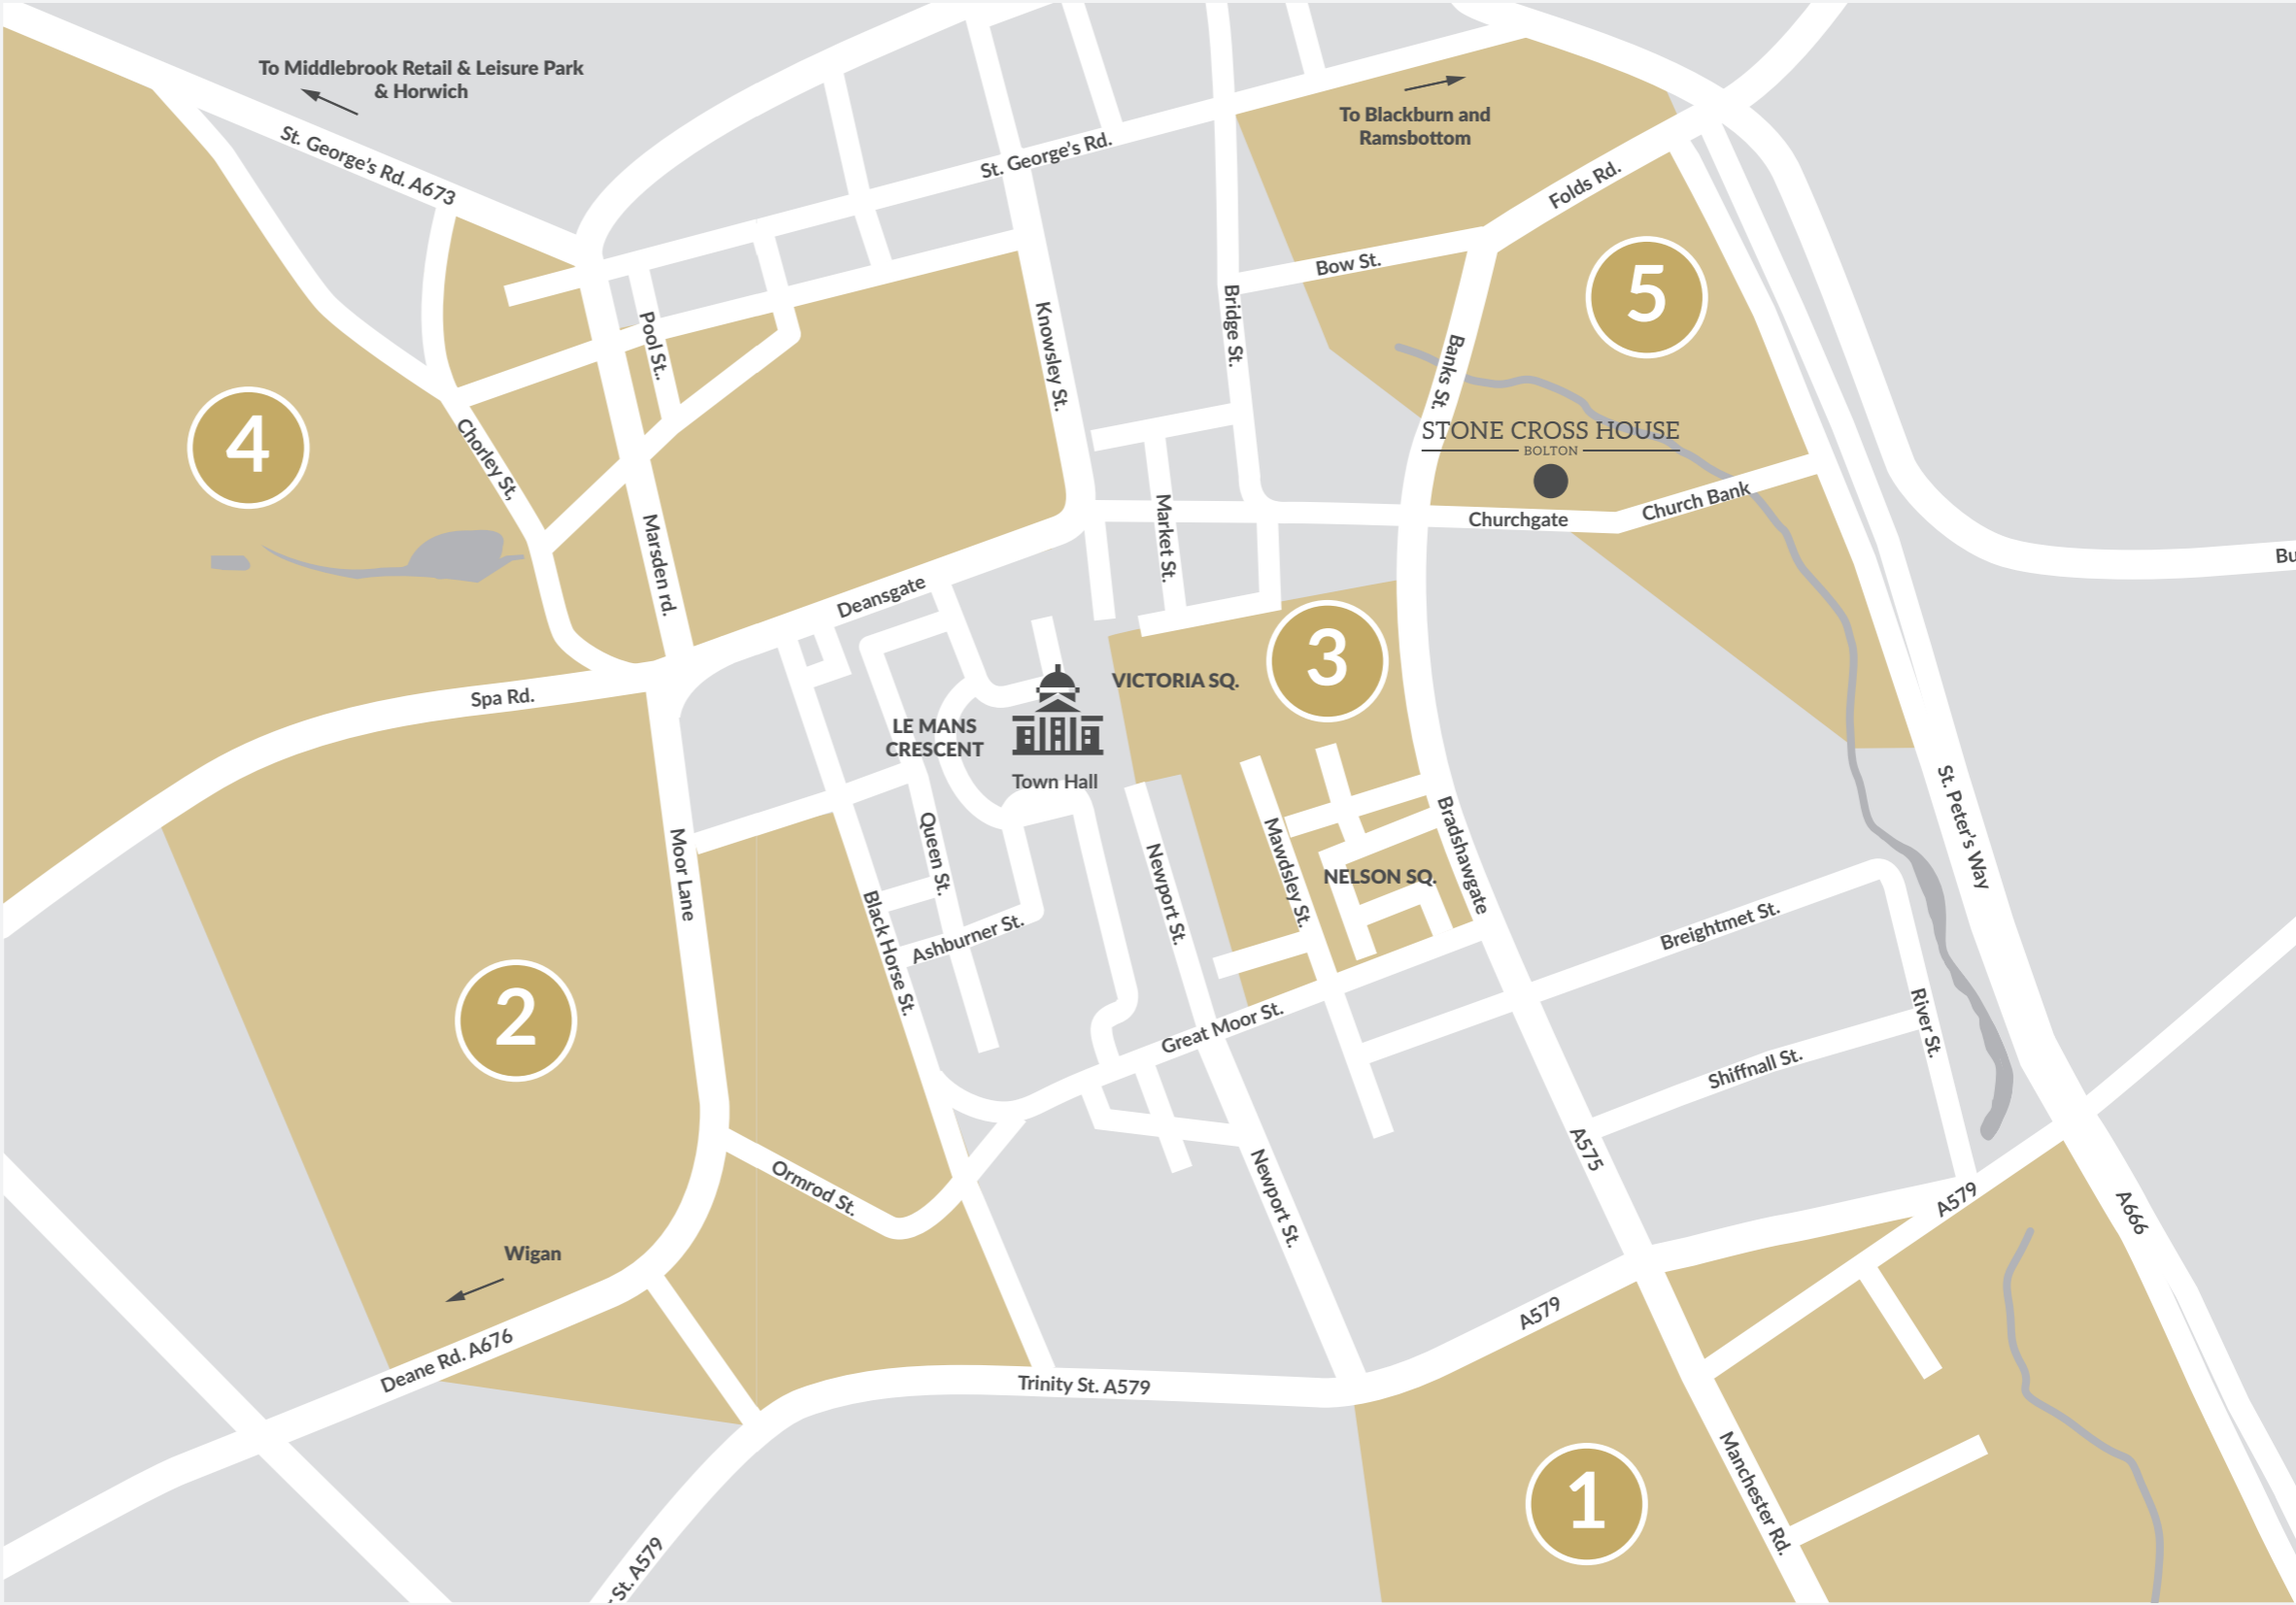 To Middlebrook Retail & Leisure Park
& Horwich
St. George's Rd. A673
St. George's Rd.
To Blackburn and
Ramsbottom
Folds Rd.
Bow St.
5
Pool St..
Knowsley St.
Bridge St.
Banks St.
4
Chorley St,
STONE CROSS HOUSE
BOLTON
Churchgate
Church Bank
Market St.
Marsden rd.
Deansgate
Bu
Spa Rd.
VICTORIA SQ.
3
LE MANS
CRESCENT
Town Hall
St. Peter's Way
Moor Lane
Queen St.
Newport St.
Mawdsley St.
NELSON SQ.
Bradshawgate
Black Horse St.
Ashburner St.
Breightmet St.
2
Great Moor St.
River St.
Shiffnall St.
A575
Ormrod St.
Newport St.
A579
A666
Wigan
Deane Rd. A676
Trinity St. A579
A579
1
Manchester Rd.
St. A579